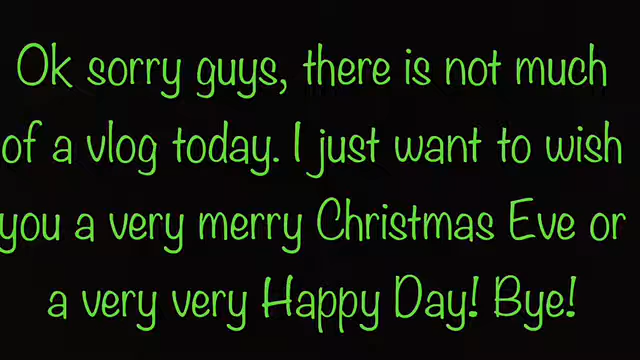 Ok sorry guys, there is not much
of a vlog today. I just want to wish
you a very merry Christmas Eve or
a very very Happy Day! Bye!